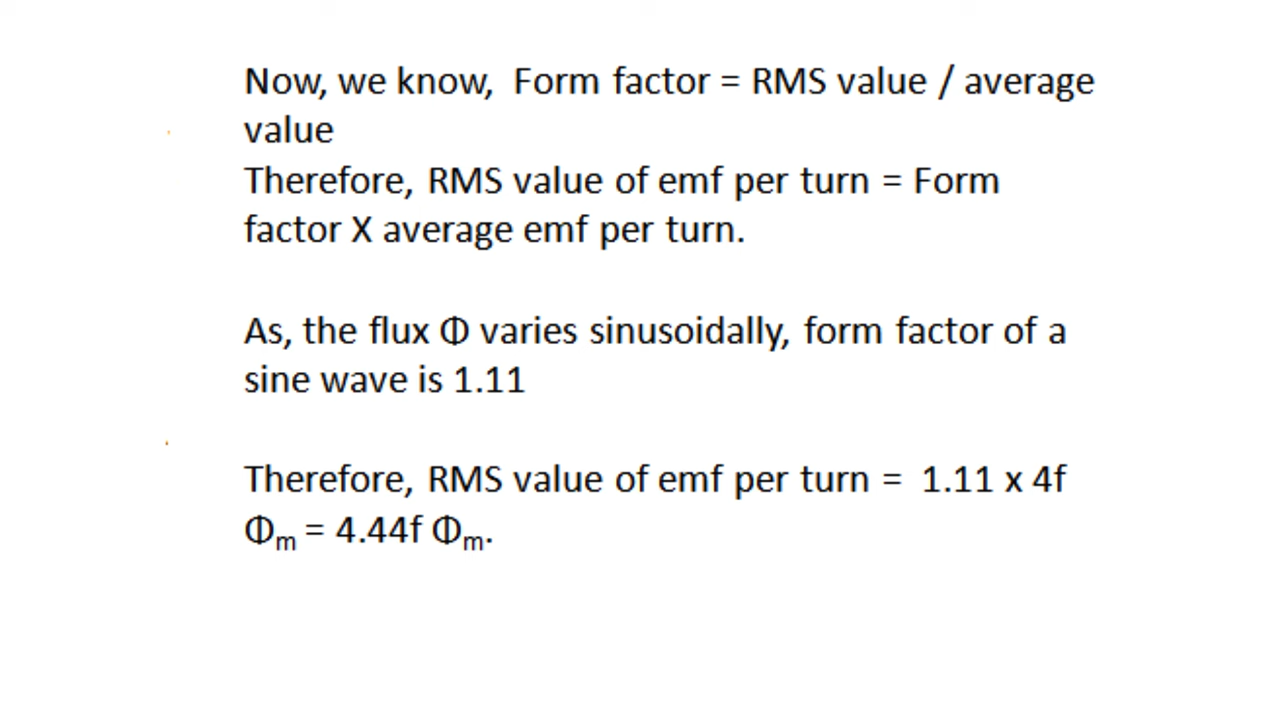 Now, we know,  Form factor = RMS value / average
value
Therefore, RMS value of emf per turn = Form
factor X average emf per turn.
As, the flux Φ varies sinusoidally, form factor of a
sine wave is 1.11
Therefore, RMS value of emf per turn =  1.11 x 4f
Φₘ = 4.44f Φₘ.